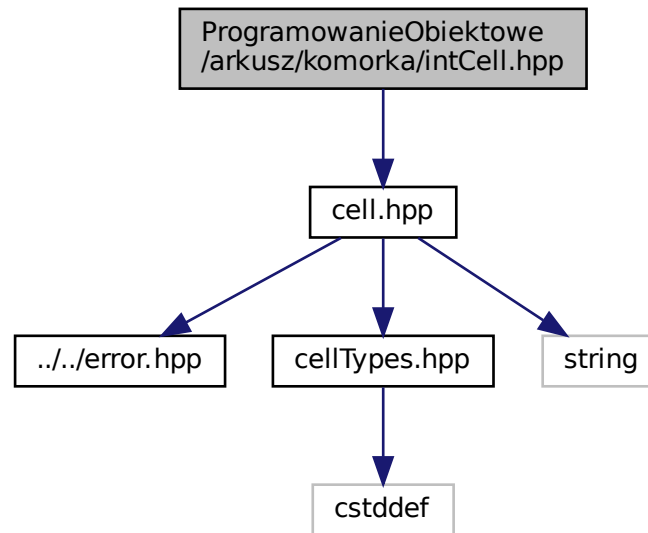 ProgramowanieObiektowe
/arkusz/komorka/intCell.hpp
cell.hpp
../../error.hpp
cellTypes.hpp
string
cstddef